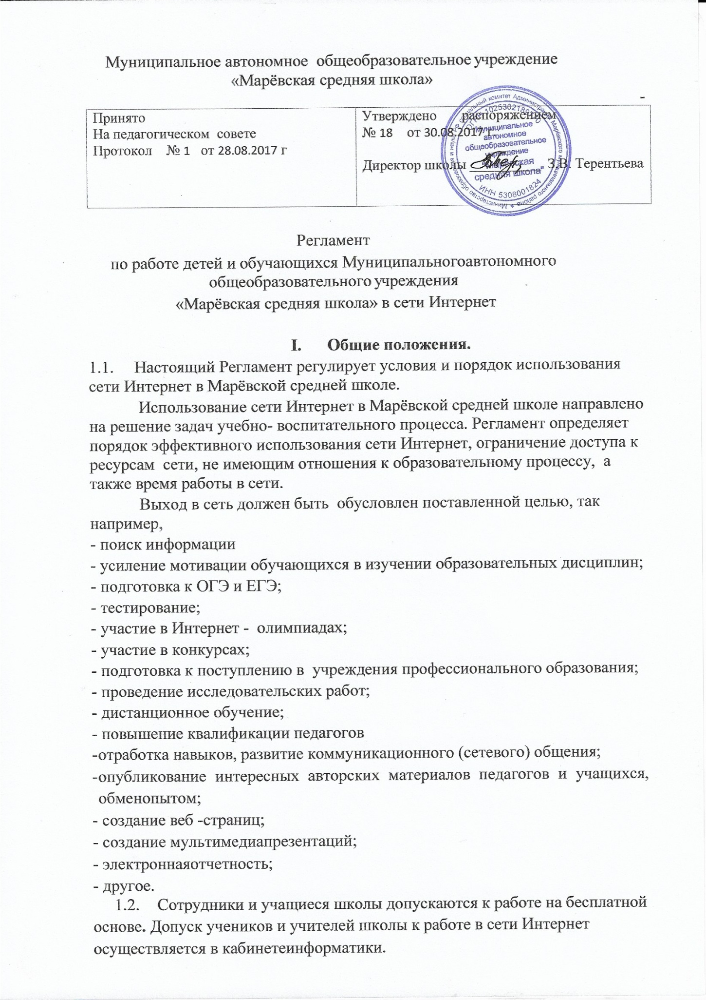 Муниципальное автономное общеобразовательное учреждение
«Марёвская средняя школа»
Принято
На педагогическом совете
Протокол № 1 от 28.08.2017 г
Утверждено распоряжением
№ 18 от 30.08.2017 г.
Директор школы З.В. Терентьева
Муниципальное
автономное
общеобразовательное
учреждение
"Марёвская
средняя школа"
ИНН 5308001824
Регламент
по работе детей и обучающихся Муниципальногоавтономного
общеобразовательного учреждения
«Марёвская средняя школа» в сети Интернет
I. Общие положения.
1.1. Настоящий Регламент регулирует условия и порядок использования
сети Интернет в Марёвской средней школе.
Использование сети Интернет в Марёвской средней школе направлено
на решение задач учебно- воспитательного процесса. Регламент определяет
порядок эффективного использования сети Интернет, ограничение доступа к
ресурсам сети, не имеющим отношения к образовательному процессу, а
также время работы в сети.
Выход в сеть должен быть обусловлен поставленной целью, так
например,
- поиск информации
- усиление мотивации обучающихся в изучении образовательных дисциплин;
- подготовка к ОГЭ и ЕГЭ;
- тестирование;
- участие в Интернет - олимпиадах;
- участие в конкурсах;
- подготовка к поступлению в учреждения профессионального образования;
- проведение исследовательских работ;
- дистанционное обучение;
- повышение квалификации педагогов
-отработка навыков, развитие коммуникационного (сетевого) общения;
-опубликование интересных авторских материалов педагогов и учащихся,
обменопытом;
- создание веб -страниц;
- создание мультимедиапрезентаций;
- электроннаяотчетность;
- другое.
1.2. Сотрудники и учащиеся школы допускаются к работе на бесплатной
основе. Допуск учеников и учителей школы к работе в сети Интернет
осуществляется в кабинетеинформатики.